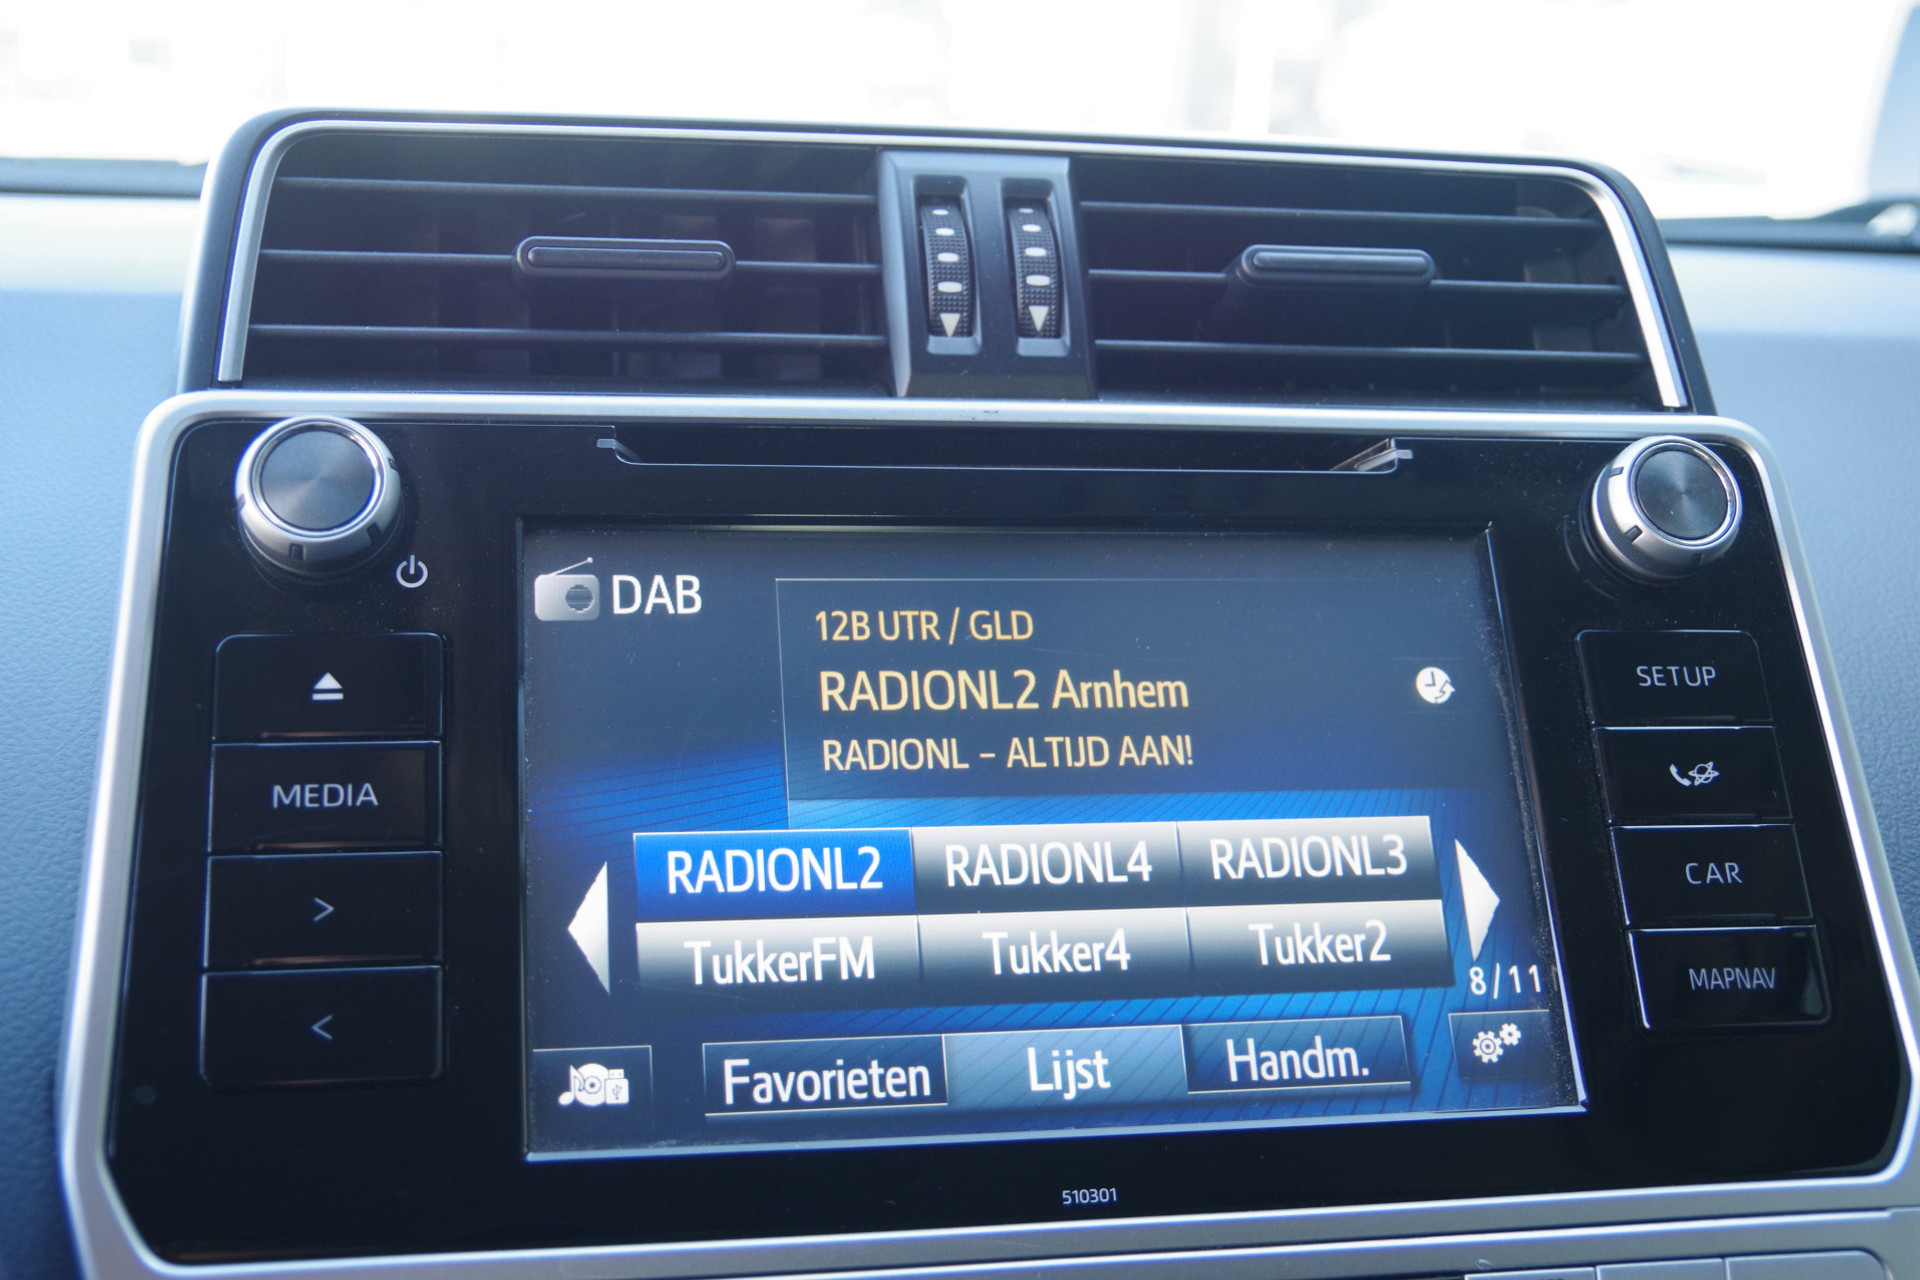 DAB
12B UTR / GLD
RADIONL2 Arnhem
RADIONL – ALTIJD AAN!
MEDIA
>
<
SETUP
CAR
MAPNAV
RADIONL2 RADIONL4 RADIONL3
TukkerFM Tukker4 Tukker2
8/11
Favorieten Lijst Handm.
510301